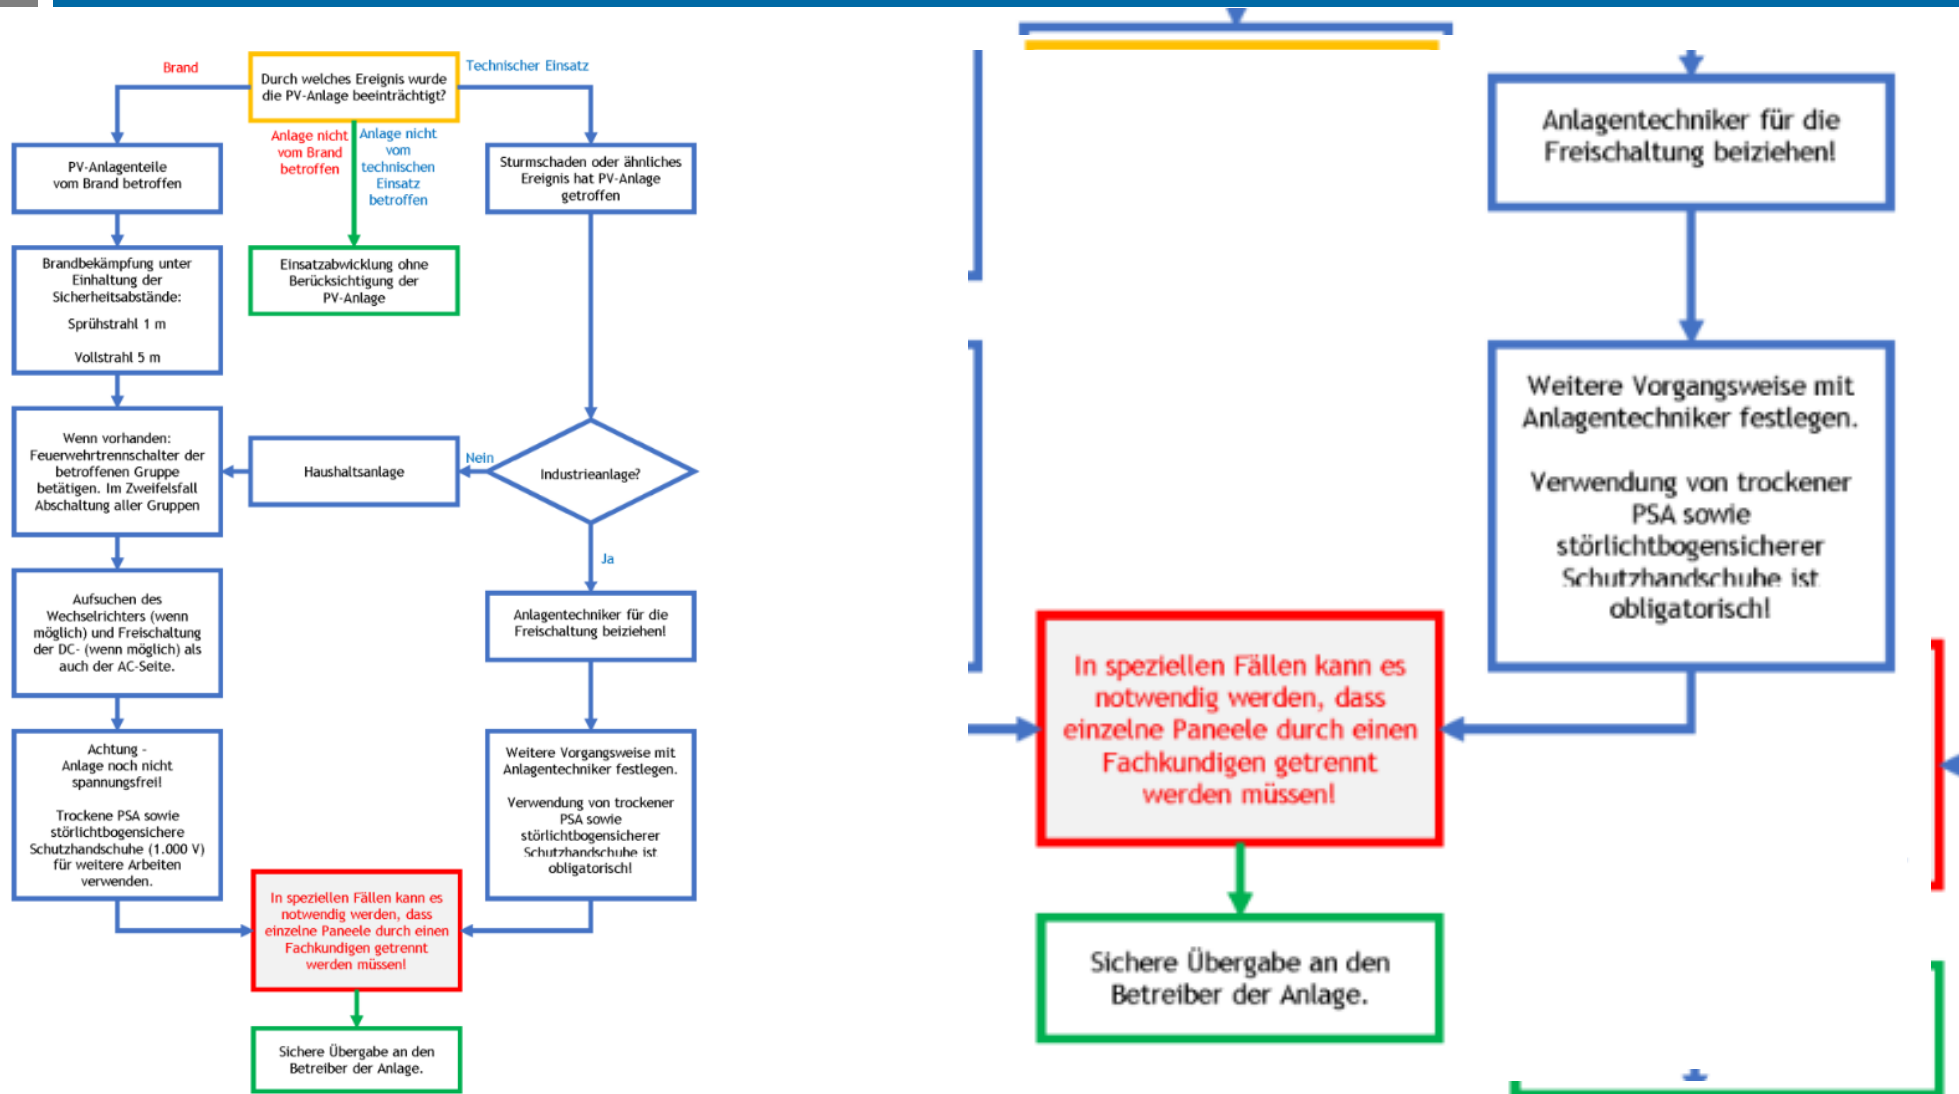 Brand
Durch welches Ereignis wurde
die PV-Anlage beeinträchtigt?
Technischer Einsatz
Anlage nicht
vom Brand
betroffen
Anlage nicht
vom
technischen
Einsatz
betroffen
PV-Anlagenteile
vom Brand betroffen
Sturmschaden oder ähnliches
Ereignis hat PV-Anlage
getroffen
Brandbekämpfung unter
Einhaltung der
Sicherheitsabstände:
Sprühstrahl 1 m
Vollstrahl 5 m
Einsatzabwicklung ohne
Berücksichtigung der
PV-Anlage
Wenn vorhanden:
Feuerwehrtrennschalter der
betroffenen Gruppe
betätigen. Im Zweifelsfall
Abschaltung aller Gruppen
Haushaltsanlage
Nein
Industrieanlage?
Ja
Aufsuchen des
Wechselrichters (wenn
möglich) und Freischaltung
der DC- (wenn möglich) als
auch der AC-Seite.
Anlagentechniker für die
Freischaltung beiziehen!
Achtung -
Anlage noch nicht
spannungsfrei!
Trockene PSA sowie
störlichtbogensichere
Schutzhandschuhe (1.000 V)
für weitere Arbeiten
verwenden.
Weitere Vorgangsweise mit
Anlagentechniker festlegen.
Verwendung von trockener
PSA sowie
störlichtbogensicherer
Schutzhandschuhe ist
obligatorisch!
In speziellen Fällen kann es
notwendig werden, dass
einzelne Paneele durch einen
Fachkundigen getrennt
werden müssen!
Sichere Übergabe an den
Betreiber der Anlage.
Anlagentechniker für die
Freischaltung beiziehen!
Weitere Vorgangsweise mit
Anlagentechniker festlegen.
Verwendung von trockener
PSA sowie
störlichtbogensicherer
Schutzhandschuhe ist
obligatorisch!
In speziellen Fällen kann es
notwendig werden, dass
einzelne Paneele durch einen
Fachkundigen getrennt
werden müssen!
Sichere Übergabe an den
Betreiber der Anlage.